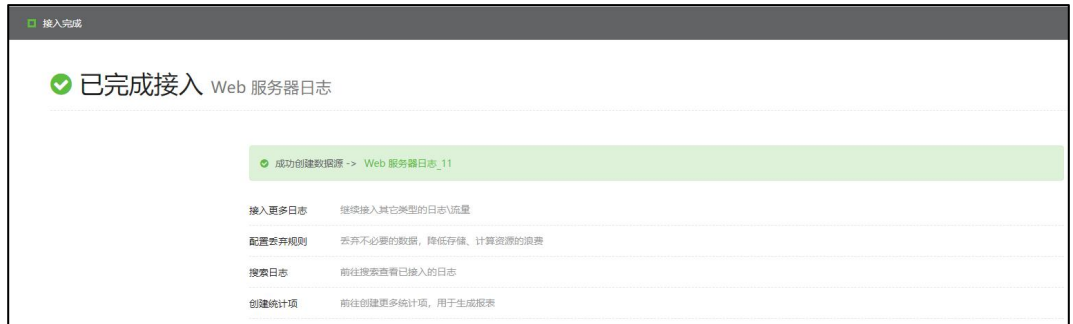 接入完成
已完成接入 Web 服务器日志
成功创建数据源 -> Web 服务器日志_11
接入更多日志 继续接入其它类型的日志\流量
配置丢弃规则 丢弃不必要的数据，降低存储、计算资源的浪费
搜索日志 前往搜索查看已接入的日志
创建统计项 前往创建更多统计项，用于生成报表